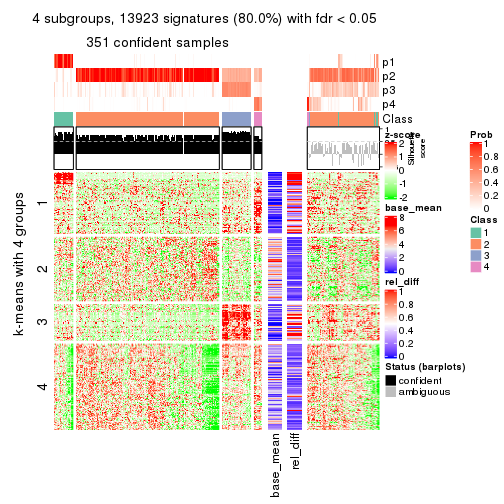 4 subgroups, 13923 signatures (80.0%) with fdr < 0.05
351 confident samples
p1
p2
p3
p4
Class
1
Silhouette
score
z-score
2
1
0
-1
-2
base_mean
8
6
4
2
0
rel_diff
1
0.8
0.6
0.4
0.2
0
Status (barplots)
confident
ambiguous
Prob
1
0.8
0.6
0.4
0.2
0
Class
1
2
3
4
k-means with 4 groups
1
2
3
4
base_mean
rel_diff